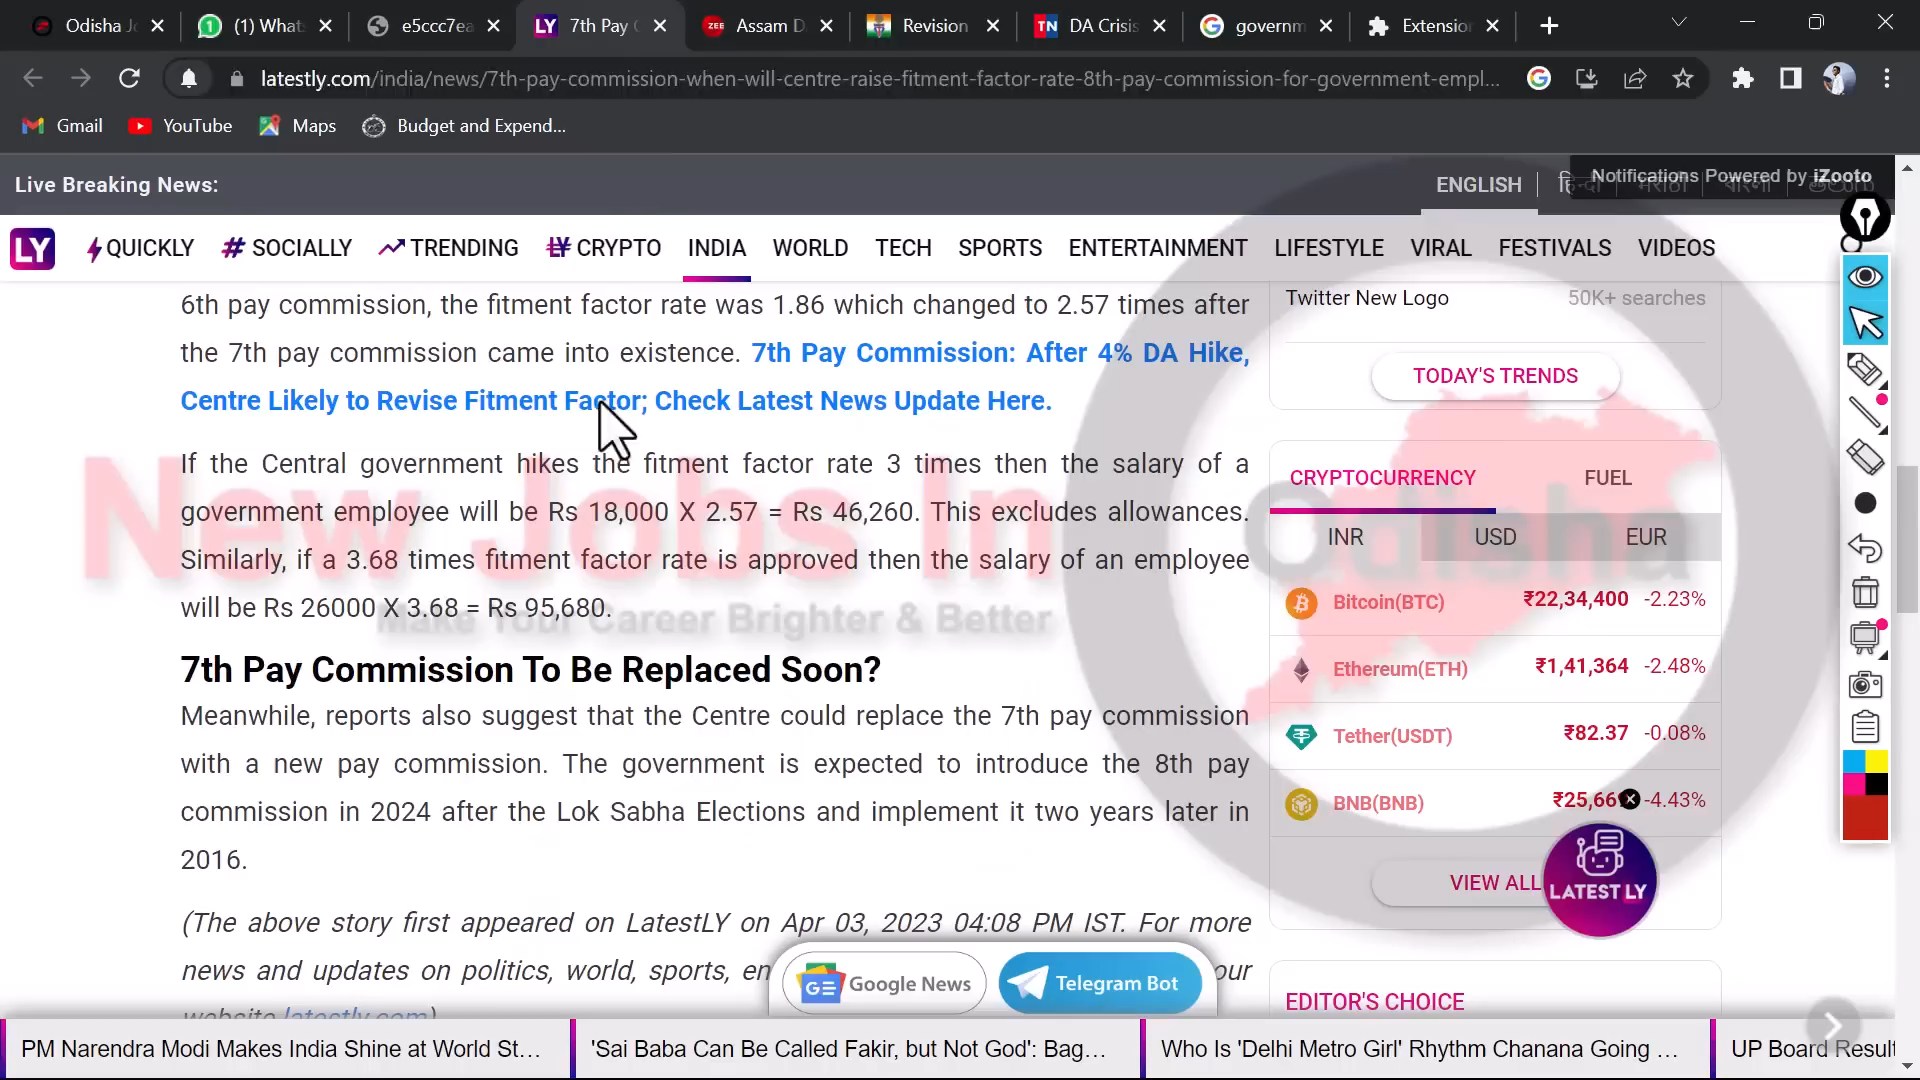 Odisha Jo
(1) Whats
e5ccc7ea
7th Pay C
Assam D
Revision
DA Crisis
governm
Extension
latestly.com/india/news/7th-pay-commission-when-will-centre-raise-fitment-factor-rate-8th-pay-commission-for-government-empl...
Gmail
YouTube
Maps
Budget and Expend...
Live Breaking News:
ENGLISH
Notifications Powered by iZooto
LY
QUICKLY
SOCIALLY
TRENDING
CRYPTO
INDIA
WORLD
TECH
SPORTS
ENTERTAINMENT
LIFESTYLE
VIRAL
FESTIVALS
VIDEOS
6th pay commission, the fitment factor rate was 1.86 which changed to 2.57 times after
the 7th pay commission came into existence. 7th Pay Commission: After 4% DA Hike,
Centre Likely to Revise Fitment Factor; Check Latest News Update Here.
If the Central government hikes the fitment factor rate 3 times then the salary of a
government employee will be Rs 18,000 X 2.57 = Rs 46,260. This excludes allowances.
Similarly, if a 3.68 times fitment factor rate is approved then the salary of an employee
will be Rs 26000 X 3.68 = Rs 95,680.
New Jobs In Odisha
Make Your Career Brighter & Better
7th Pay Commission To Be Replaced Soon?
Meanwhile, reports also suggest that the Centre could replace the 7th pay commission
with a new pay commission. The government is expected to introduce the 8th pay
commission in 2024 after the Lok Sabha Elections and implement it two years later in
2016.
(The above story first appeared on LatestLY on Apr 03, 2023 04:08 PM IST. For more
news and updates on politics, world, sports, en our
website latestly.com)
Google News
Telegram Bot
Twitter New Logo
50K+ searches
TODAY'S TRENDS
CRYPTOCURRENCY
FUEL
INR
USD
EUR
Bitcoin(BTC) ₹22,34,400 -2.23%
Ethereum(ETH) ₹1,41,364 -2.48%
Tether(USDT) ₹82.37 -0.08%
BNB(BNB) ₹25,66 -4.43%
VIEW ALL
LATESTLY
EDITOR'S CHOICE
PM Narendra Modi Makes India Shine at World St...
'Sai Baba Can Be Called Fakir, but Not God': Bag...
Who Is 'Delhi Metro Girl' Rhythm Chanana Going ...
UP Board Result